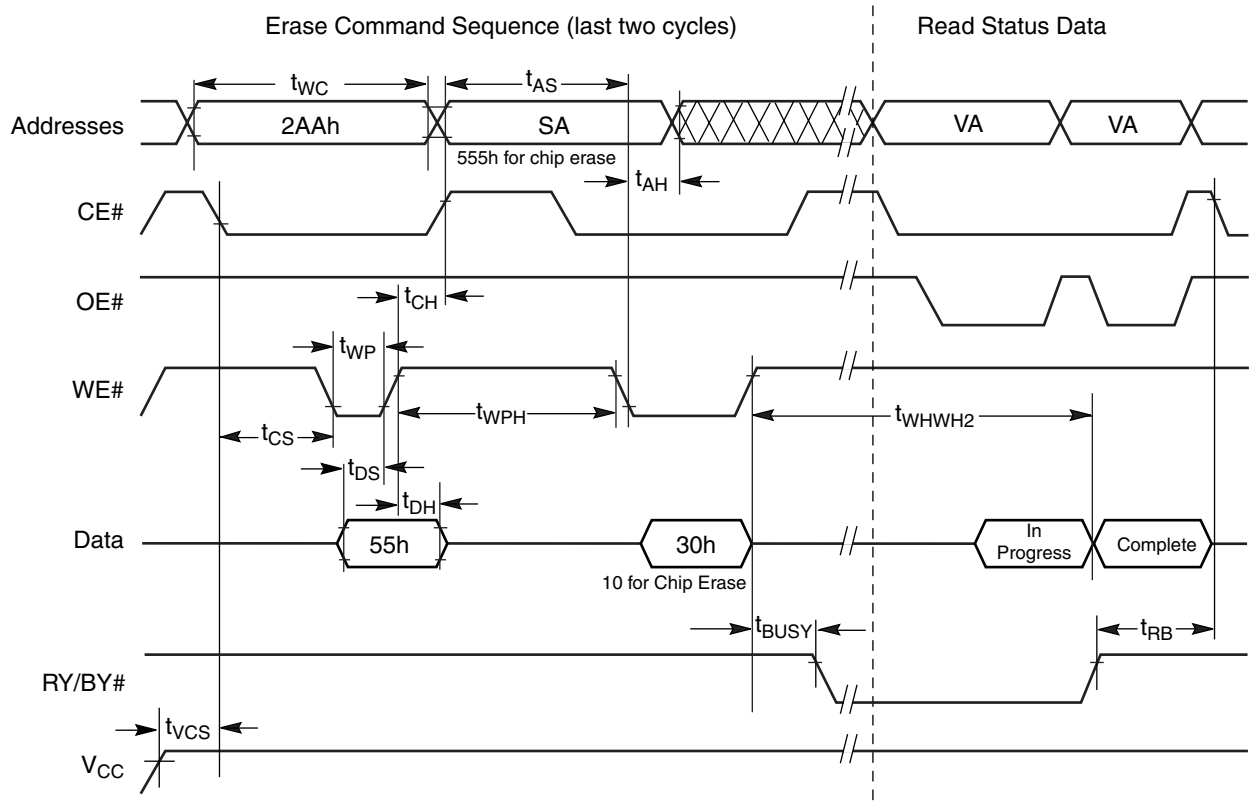 Erase Command Sequence (last two cycles)
Read Status Data
tWC
tAS
Addresses
2AAh
SA
VA
VA
555h for chip erase
tAH
CE#
OE#
tCH
tWP
WE#
tWPH
tWHWH2
tCS
tDS
tDH
Data
55h
30h
In
Progress
Complete
10 for Chip Erase
tBUSY
tRB
RY/BY#
tVCS
VCC